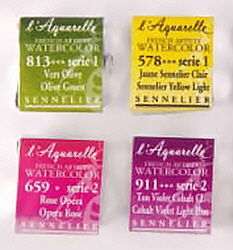 l'Aquarelle
FRENCH ARTISTS'
WATERCOLOR
813 *** serie 1
Vert Olive
Olive Green
SENNELIER
l'Aquarelle
FRENCH ARTISTS'
WATERCOLOR
578 *** serie 1
Jaune Sennelier Clair
Sennelier Yellow Light
SENNELIER
l'Aquarelle
FRENCH ARTISTS'
WATERCOLOR
659 * serie 2
Rose Opéra
Opera Rose
SENNELIER
l'Aquarelle
FRENCH ARTISTS'
WATERCOLOR
911 *** serie 2
Ton Violet Cobalt Cl.
Cobalt Violet Light Hue
SENNELIER